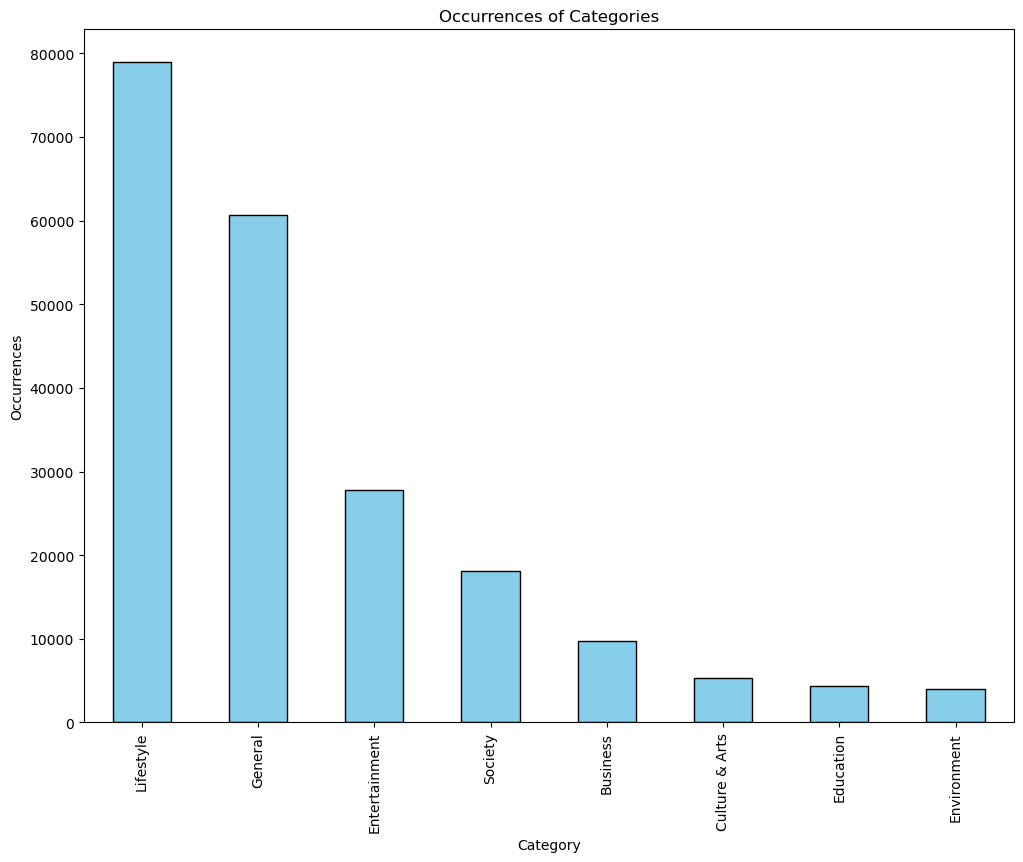 Occurrences of Categories
80000
70000
60000
50000
40000
30000
20000
10000
0
Occurrences
Lifestyle
General
Entertainment
Society
Business
Culture & Arts
Education
Environment
Category